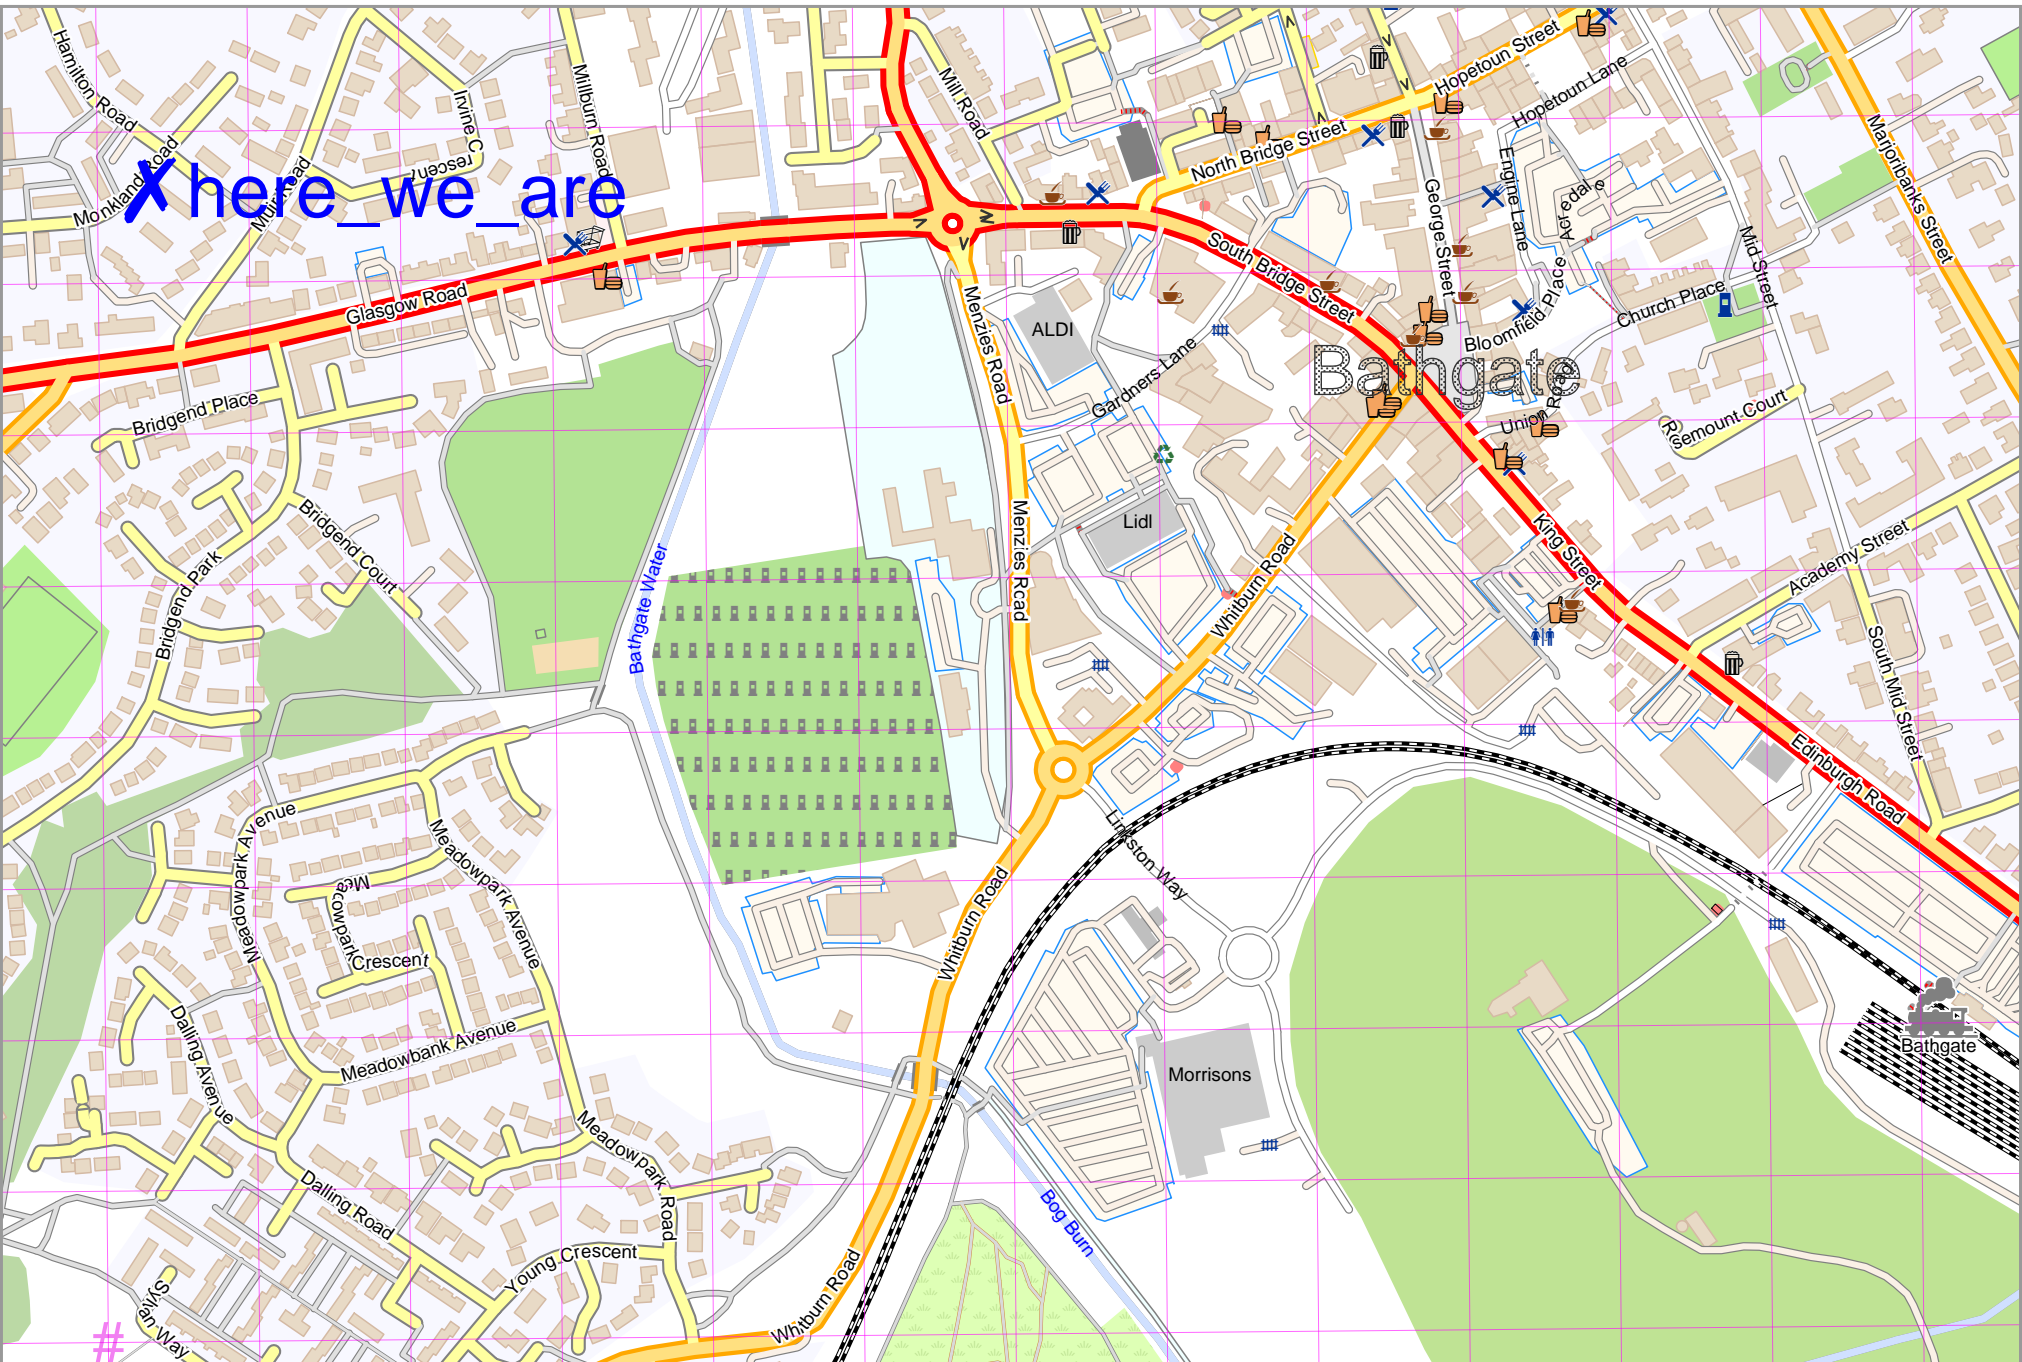 Hamilton Road
Monkland Road
Irvine Crescent
Muir Road
Millburn Road
✗here_we_are
Glasgow Road
Mill Road
North Bridge Street
Hopetoun Street
Hopetoun Lane
George Street
Engine Lane
Acredale
Mid Street
Marjoribanks Street
South Bridge Street
Church Place
Bloomfield Place
Bathgate
Union Road
Rosemount Court
ALDI
Gardners Lane
Menzies Road
Lidl
Menzies Road
Whitburn Road
King Street
Academy Street
South Mid Street
Edinburgh Road
Bridgend Place
Bridgend Court
Bridgend Park
Bathgate Water
Meadowpark Avenue
Meadowpark Avenue
Meadowpark
Crescent
Meadowbank Avenue
Linkston Way
Whitburn Road
Morrisons
Bathgate
Dalling Avenue
Meadowpark Road
Dalling Road
Young Crescent
Bog Burn
Whitburn Road
#